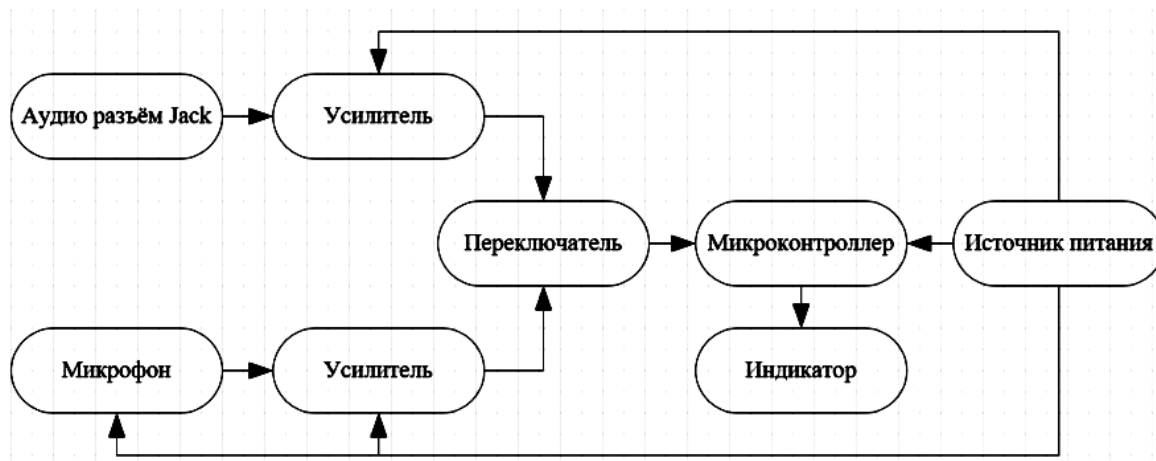 Аудио разъём Jack
Усилитель
Переключатель
Микроконтроллер
Источник питания
Микрофон
Усилитель
Индикатор